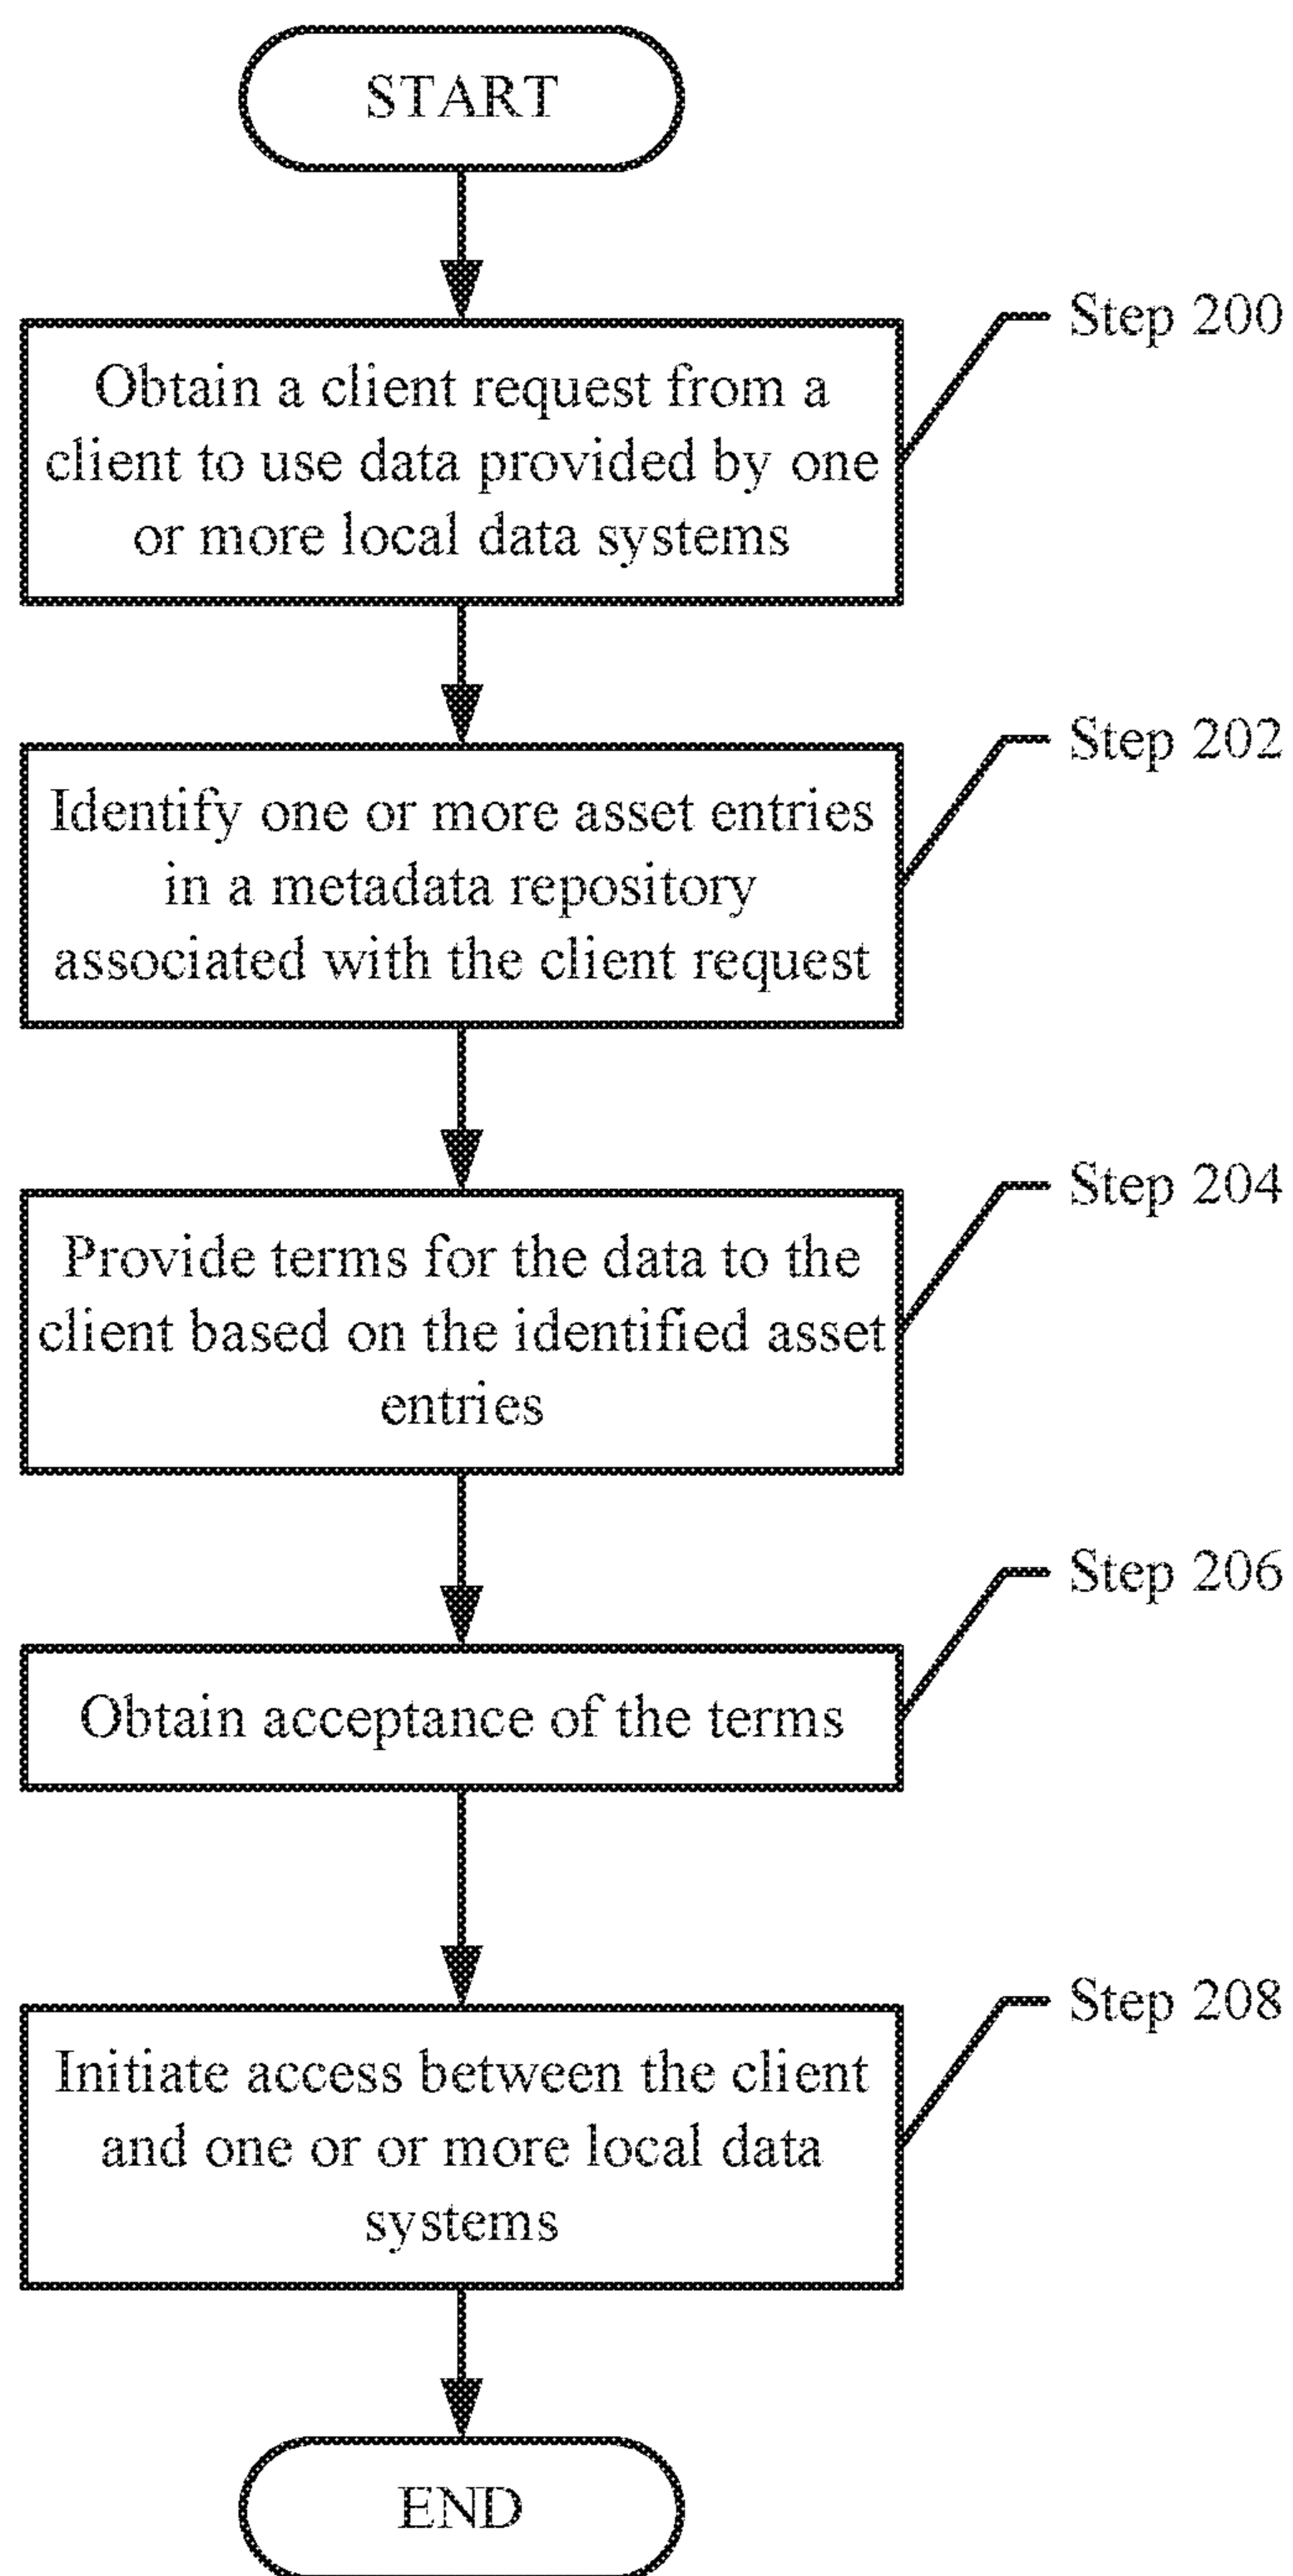 START
Step 200
Obtain a client request from a
client to use data provided by one
or more local data systems
Step 202
Identify one or more asset entries
in a metadata repository
associated with the client request
Step 204
Provide terms for the data to the
client based on the identified asset
entries
Step 206
Obtain acceptance of the terms
Step 208
Initiate access between the client
and one or or more local data
systems
END